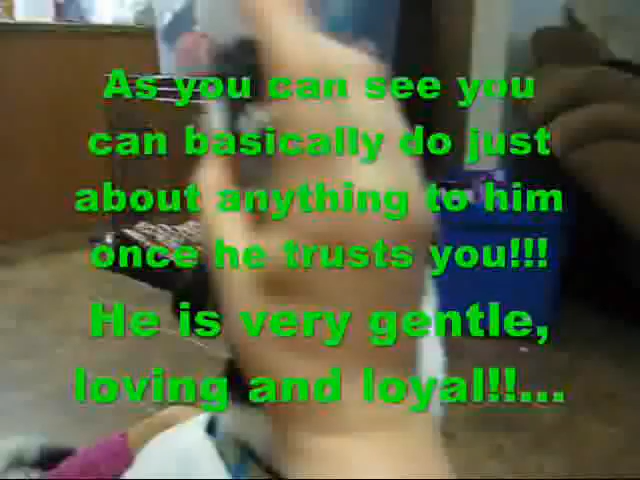 As you can see you
can basically do just
about anything to him
once he trusts you!!!
He is very gentle,
loving and loyal!!...